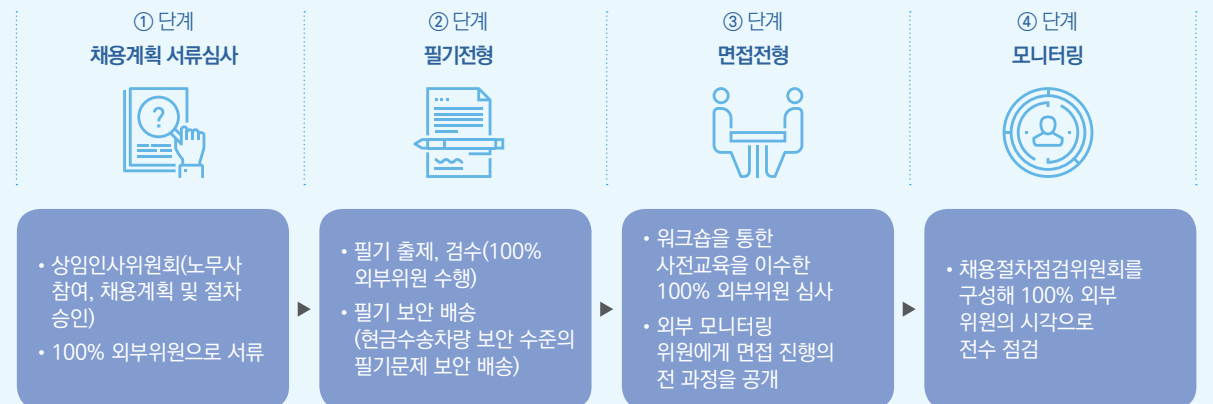 ① 단계
채용계획 서류심사
?
• 상임인사위원회(노무사
참여, 채용계획 및 절차
승인)
• 100% 외부위원으로 서류
② 단계
필기전형
• 필기 출제, 검수(100%
외부위원 수행)
• 필기 보안 배송
(현금수송차량 보안 수준의
필기문제 보안 배송)
③ 단계
면접전형
• 워크숍을 통한
사전교육을 이수한
100% 외부위원 심사
• 외부 모니터링
위원에게 면접 진행의
전 과정을 공개
④ 단계
모니터링
• 채용절차점검위원회를
구성해 100% 외부
위원의 시각으로
전수 점검